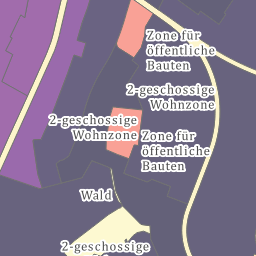 Zone für
öffentliche
Bauten
2-geschossige
Wohnzone
2-geschossige
Wohnzone
Zone für
öffentliche
Bauten
Wald
2-geschossige